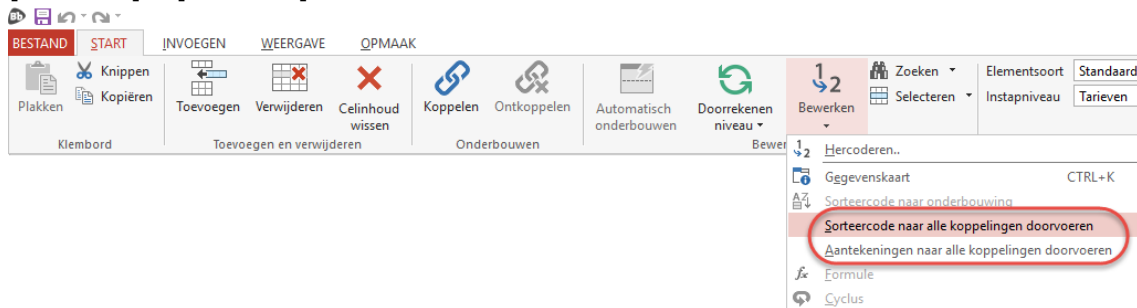 Bb
BESTAND START INVOEGEN WEERGAVE OPMAAK
Plakken
Knippen
Kopiëren
Klembord
Toevoegen Verwijderen Celinhoud wissen
Toevoegen en verwijderen
Koppelen Ontkoppelen
Onderbouwen
Automatisch onderbouwen
Doorrekenen niveau
Bewerken
Zoeken
Selecteren
Elementsoort Standaard
Instapniveau Tarieven
Hercoderen..
Gegevenskaart CTRL+K
Sorteercode naar onderbouwing
Sorteercode naar alle koppelingen doorvoeren
Aantekeningen naar alle koppelingen doorvoeren
Formule
Cyclus